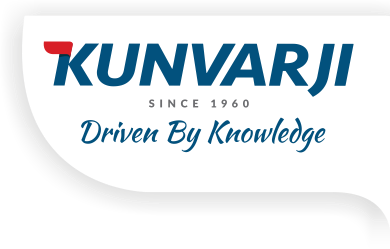 KUNVARJI
SINCE 1960
Driven By Knowledge